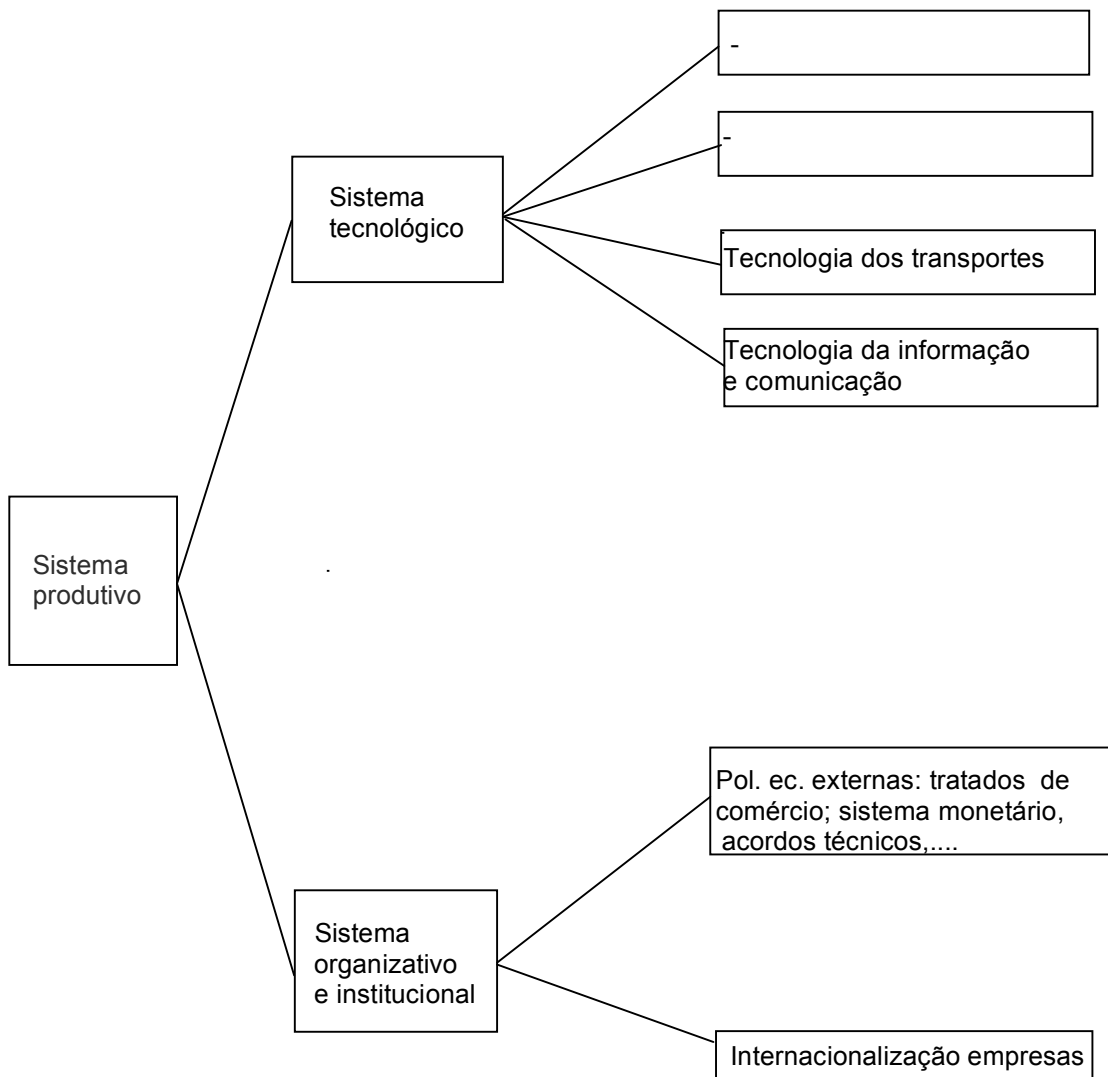 -
-
Sistema
tecnológico
Tecnologia dos transportes
Tecnologia da informação
e comunicação
Sistema
produtivo
.
Pol. ec. externas: tratados de
comércio; sistema monetário,
acordos técnicos,....
Sistema
organizativo
e institucional
Internacionalização empresas